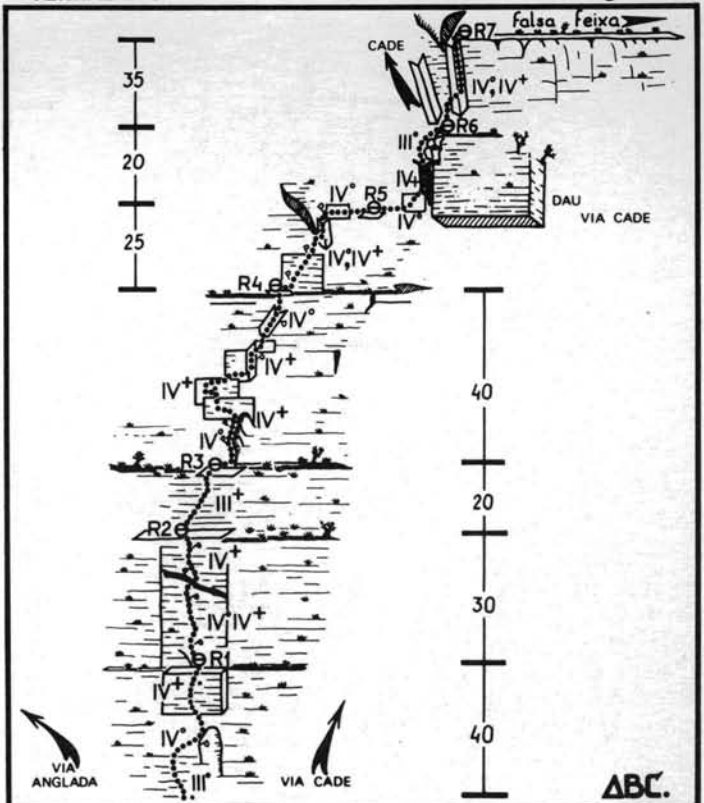 falsa feixa
R7
CADE
35
IV°, IV+
R6
III°
20
IV+
IV°
R5
IV°
DAU
VIA CADE
25
IV°, IV+
R4
IV°
IV+
IV+
40
IV+
IV°
R3
III+
20
R2
IV+
30
IV°, IV+
R1
IV+
IV°
40
VIA
ANGLADA
VIA CADE
III°
ABC.